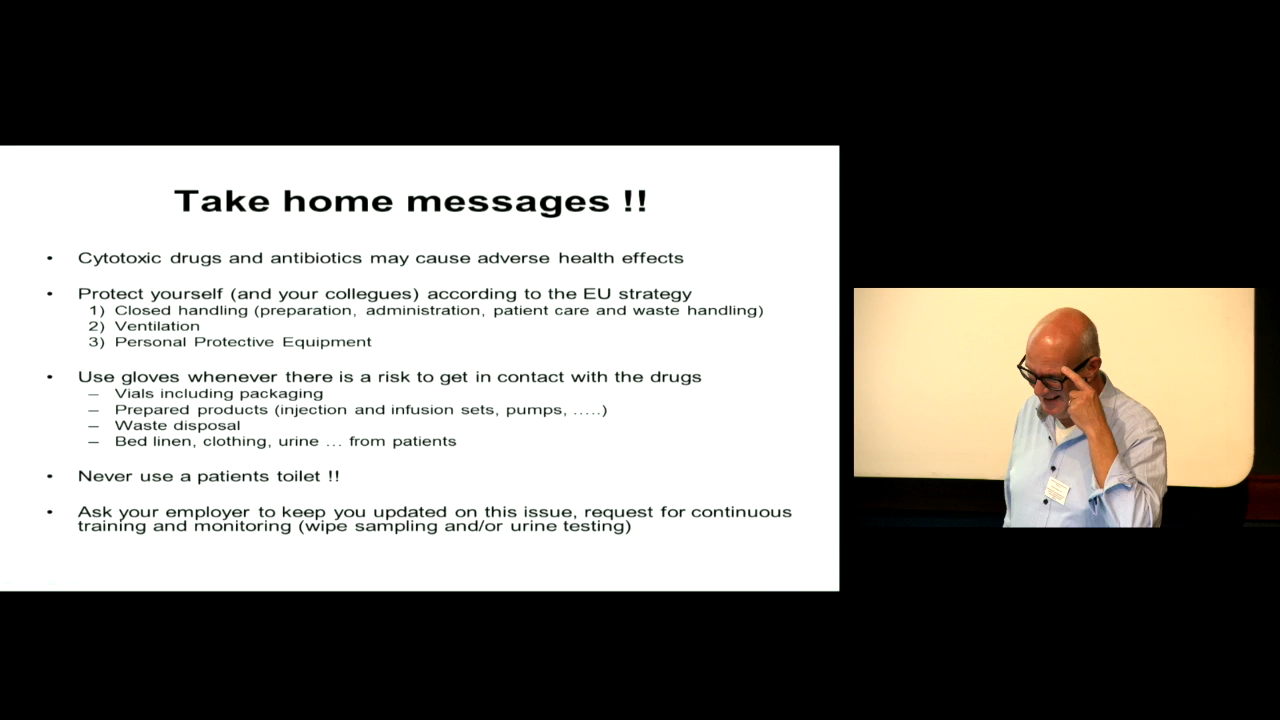 Take home messages !!
• Cytotoxic drugs and antibiotics may cause adverse health effects
• Protect yourself (and your collegues) according to the EU strategy
1) Closed handling (preparation, administration, patient care and waste handling)
2) Ventilation
3) Personal Protective Equipment
• Use gloves whenever there is a risk to get in contact with the drugs
– Vials including packaging
– Prepared products (injection and infusion sets, pumps, …..)
– Waste disposal
– Bed linen, clothing, urine … from patients
• Never use a patients toilet !!
• Ask your employer to keep you updated on this issue, request for continuous
training and monitoring (wipe sampling and/or urine testing)